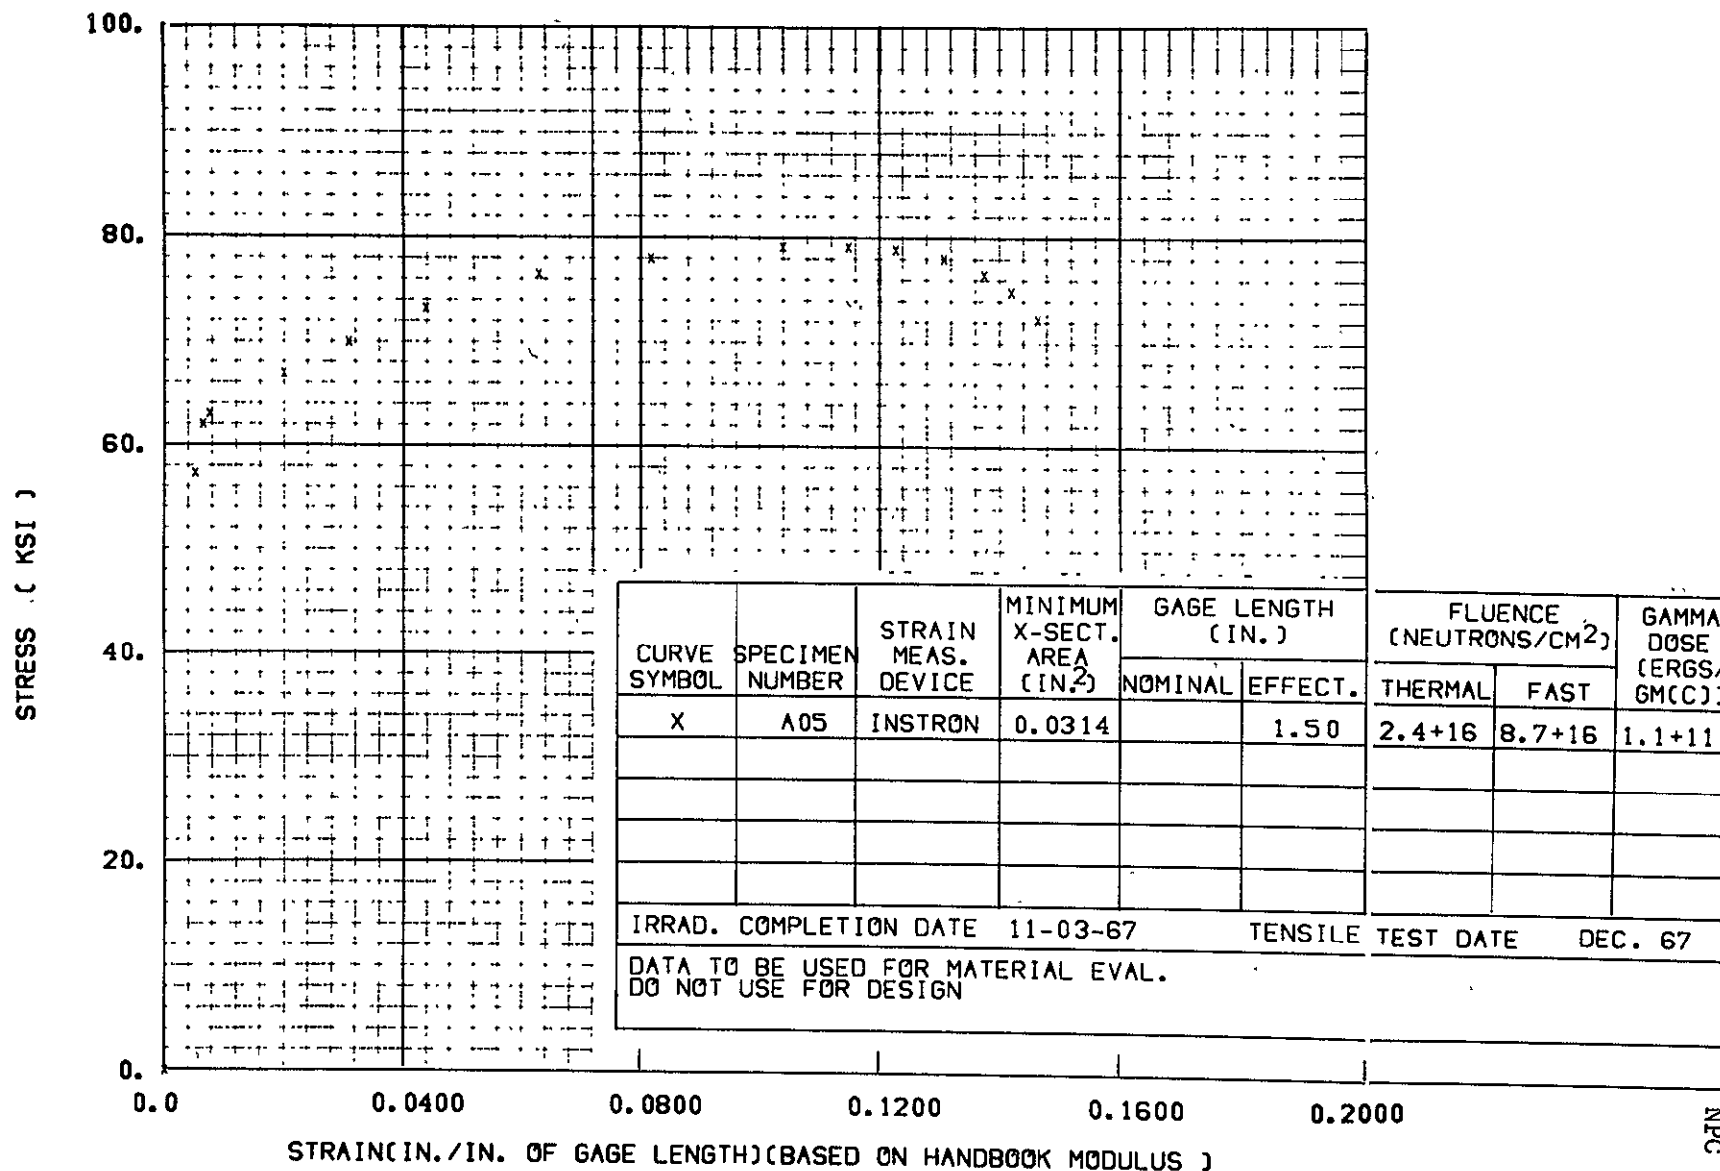 100.
80.
60.
40.
20.
0.
STRESS ( KSI )
0.0 0.0400 0.0800 0.1200 0.1600 0.2000
STRAIN(IN./IN. OF GAGE LENGTH)(BASED ON HANDBOOK MODULUS )
CURVE SYMBOL
SPECIMEN NUMBER
STRAIN MEAS. DEVICE
MINIMUM X-SECT. AREA (IN.2)
GAGE LENGTH (IN.)
NOMINAL EFFECT.
FLUENCE (NEUTRONS/CM2)
THERMAL FAST
GAMMA DOSE (ERGS/ GM(C))
X A05 INSTRON 0.0314 1.50 2.4+16 8.7+16 1.1+11
IRRAD. COMPLETION DATE 11-03-67 TENSILE TEST DATE DEC. 67
DATA TO BE USED FOR MATERIAL EVAL.
DO NOT USE FOR DESIGN
NPC